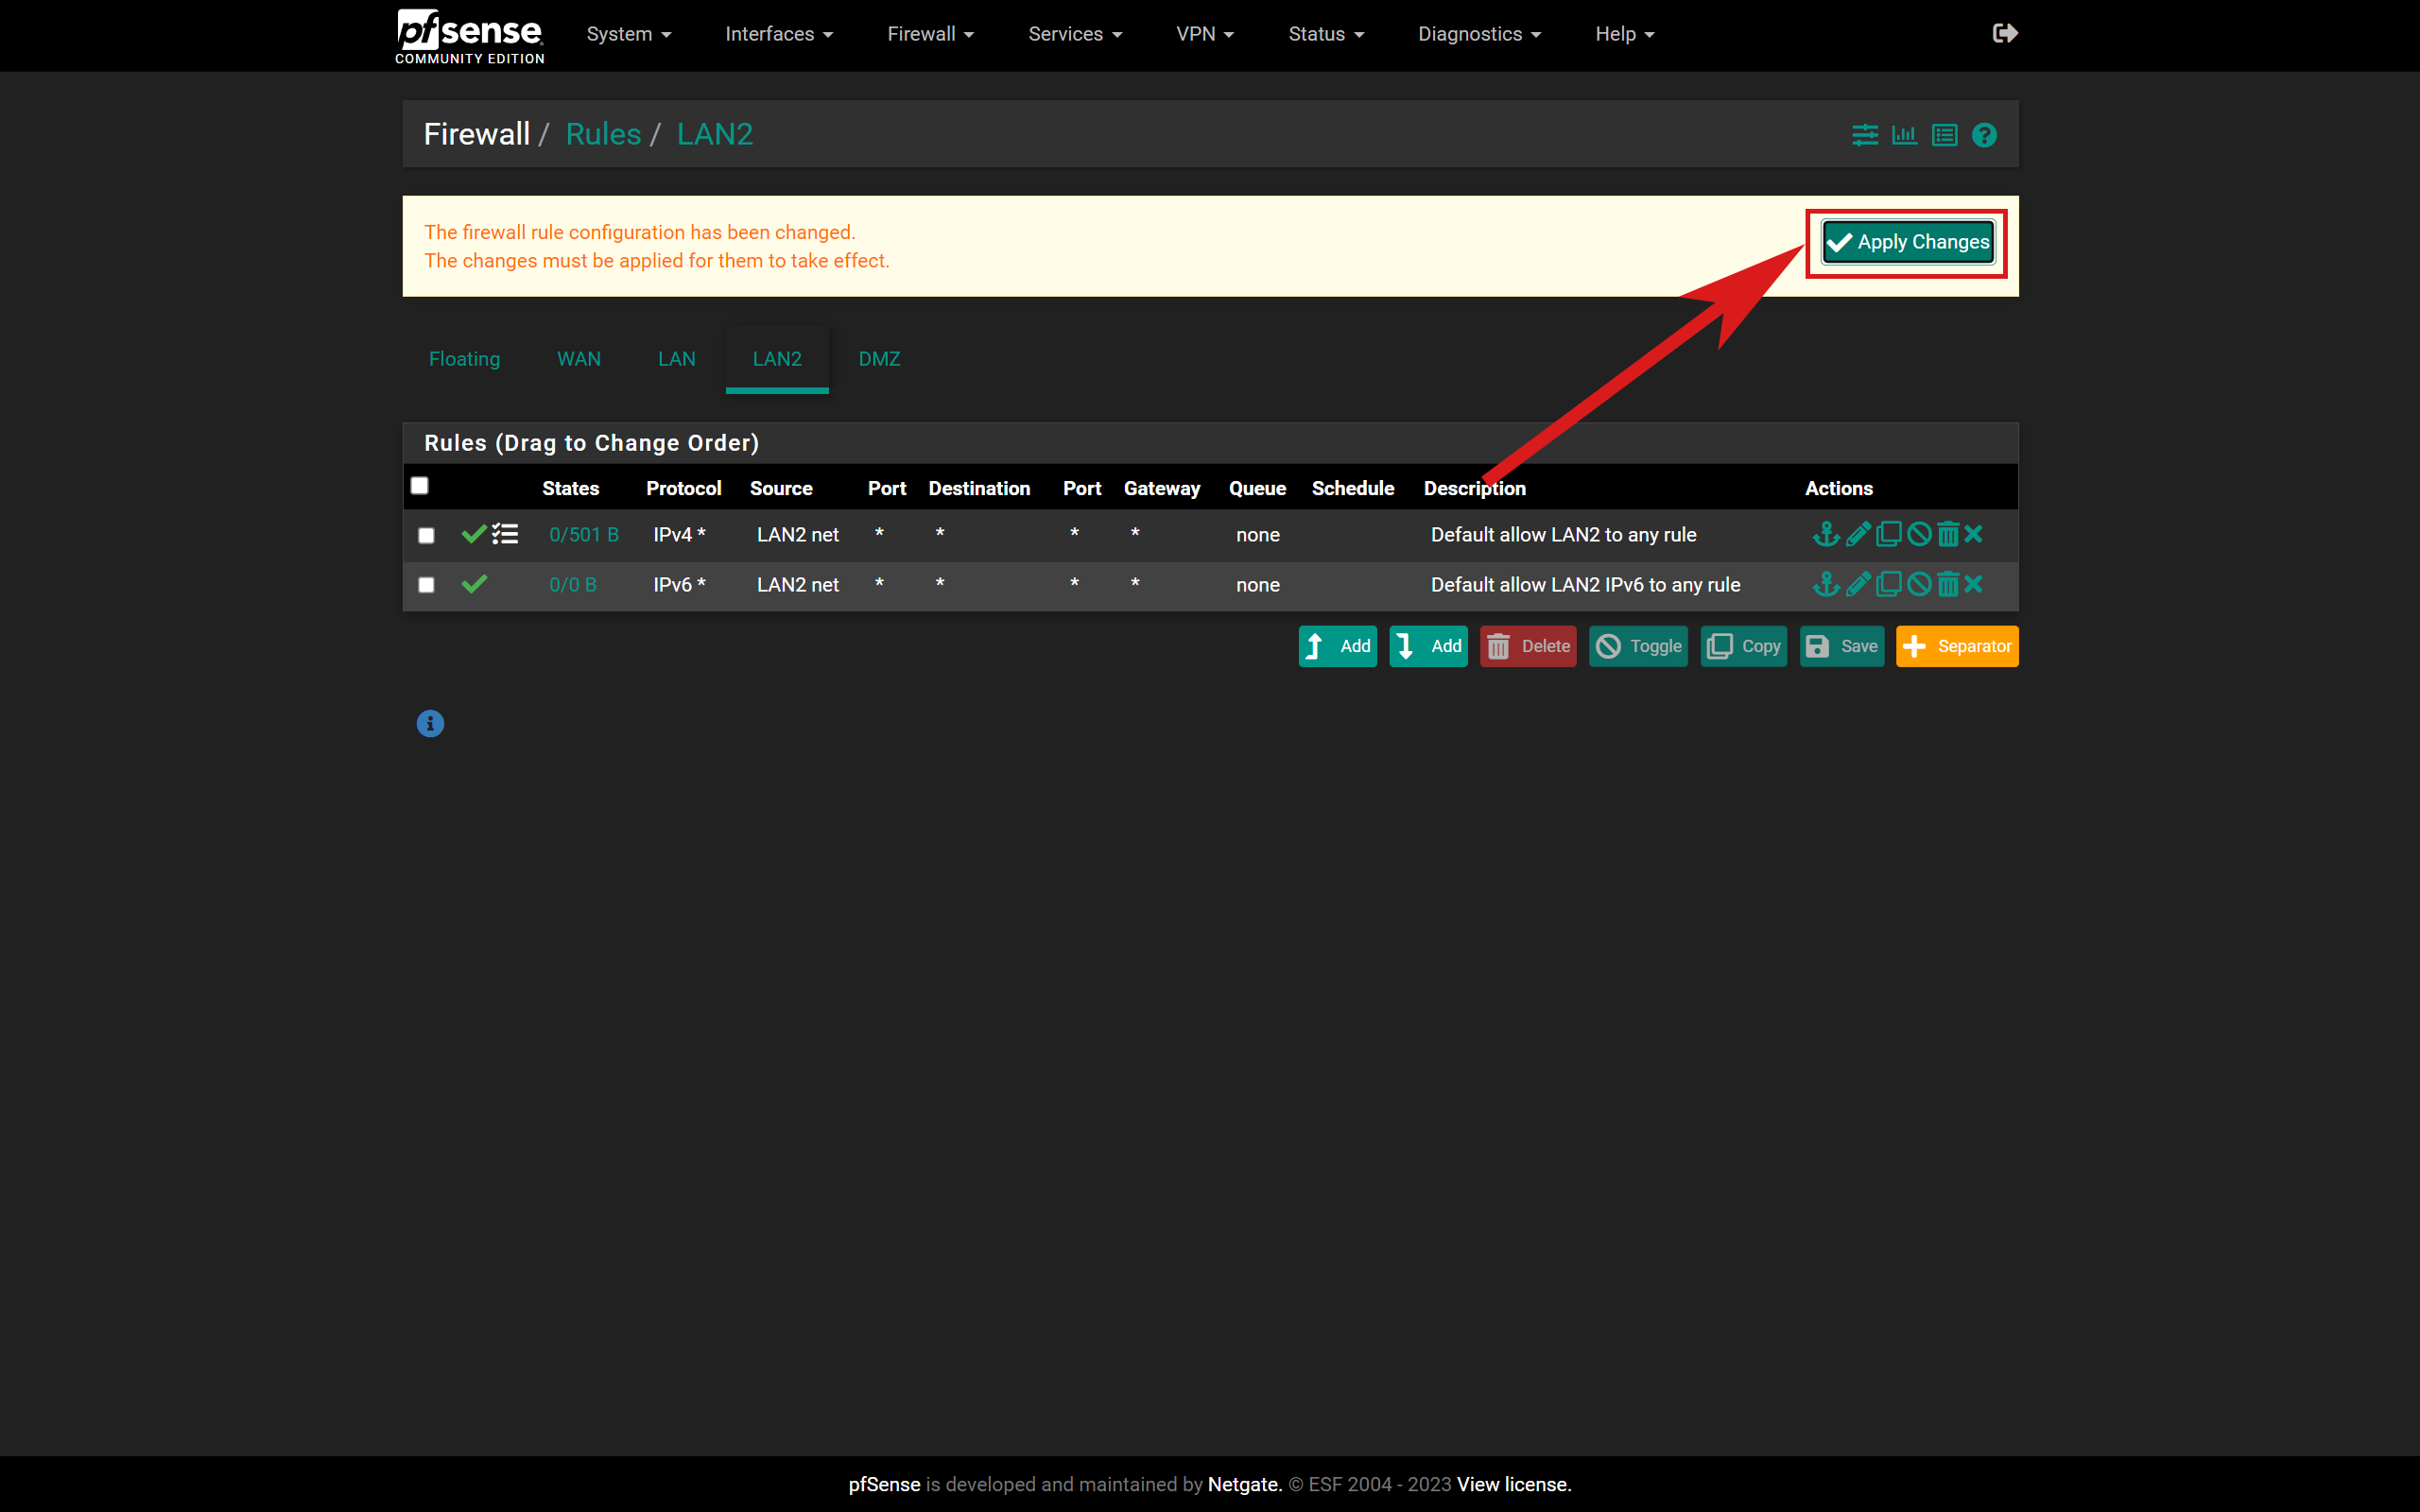 pfsense
COMMUNITY EDITION
System Interfaces Firewall Services VPN Status Diagnostics Help
Firewall / Rules / LAN2
The firewall rule configuration has been changed.
The changes must be applied for them to take effect.
Apply Changes
Floating WAN LAN LAN2 DMZ
Rules (Drag to Change Order)
States Protocol Source Port Destination Port Gateway Queue Schedule Description Actions
0/501 B IPv4 * LAN2 net * * * * none Default allow LAN2 to any rule
0/0 B IPv6 * LAN2 net * * * * none Default allow LAN2 IPv6 to any rule
Add Add Delete Toggle Copy Save Separator
pfSense is developed and maintained by Netgate. © ESF 2004 - 2023 View license.